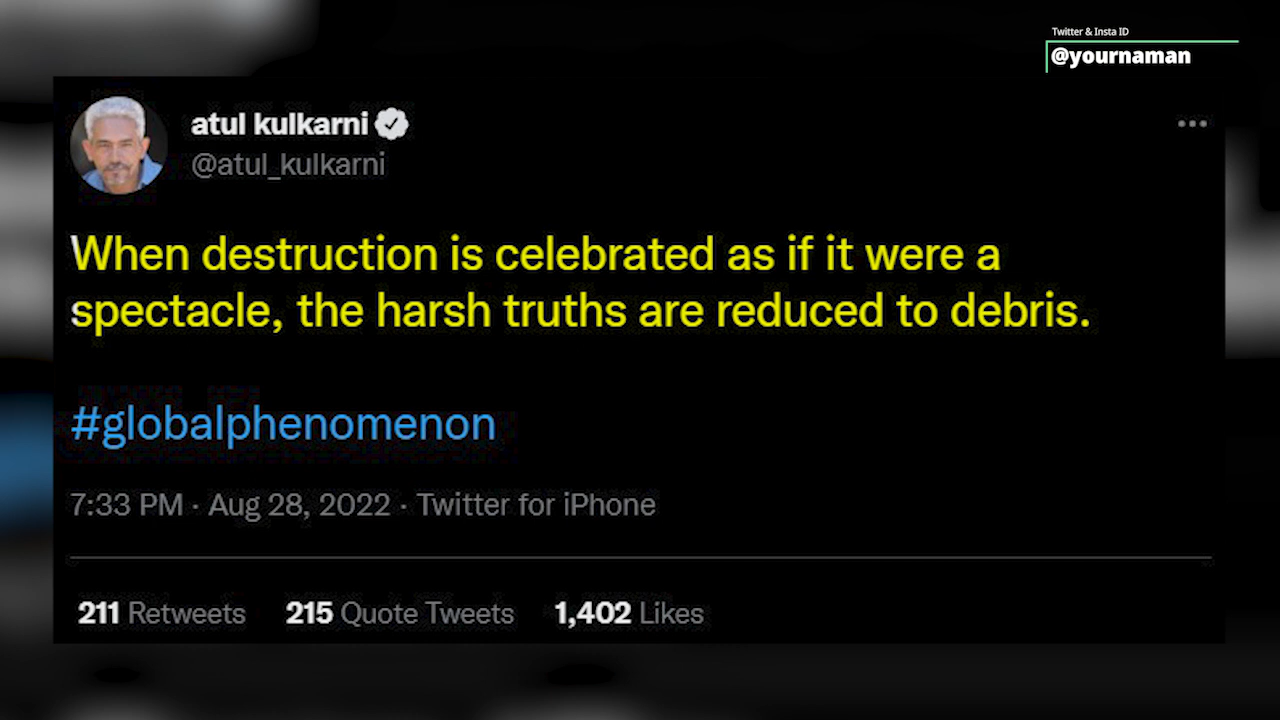 Twitter & Insta ID
@yournaman
atul kulkarni
@atul_kulkarni
When destruction is celebrated as if it were a
spectacle, the harsh truths are reduced to debris.
#globalphenomenon
7:33 PM · Aug 28, 2022 · Twitter for iPhone
211 Retweets 215 Quote Tweets 1,402 Likes